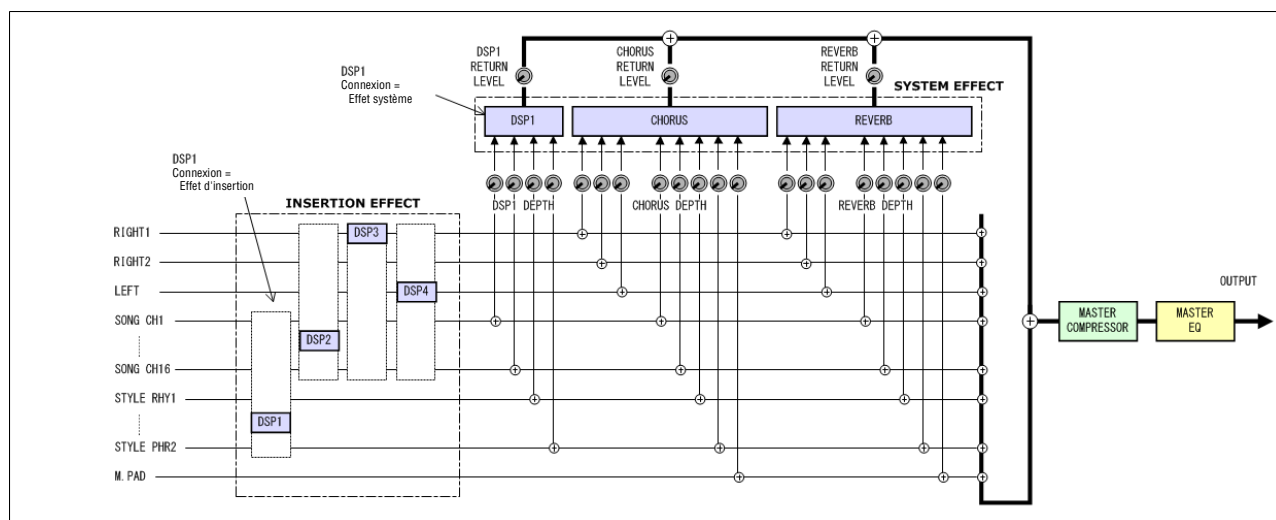 DSP1
RETURN
LEVEL
CHORUS
RETURN
LEVEL
REVERB
RETURN
LEVEL
DSP1
Connexion =
Effet système
SYSTEM EFFECT
DSP1
CHORUS
REVERB
DSP1
Connexion =
Effet d'insertion
DSP1 DEPTH
CHORUS DEPTH
REVERB DEPTH
INSERTION EFFECT
RIGHT1
DSP3
RIGHT2
LEFT
DSP4
OUTPUT
SONG CH1
MASTER
COMPRESSOR
MASTER
EQ
DSP2
SONG CH16
STYLE RHY1
DSP1
STYLE PHR2
M.PAD